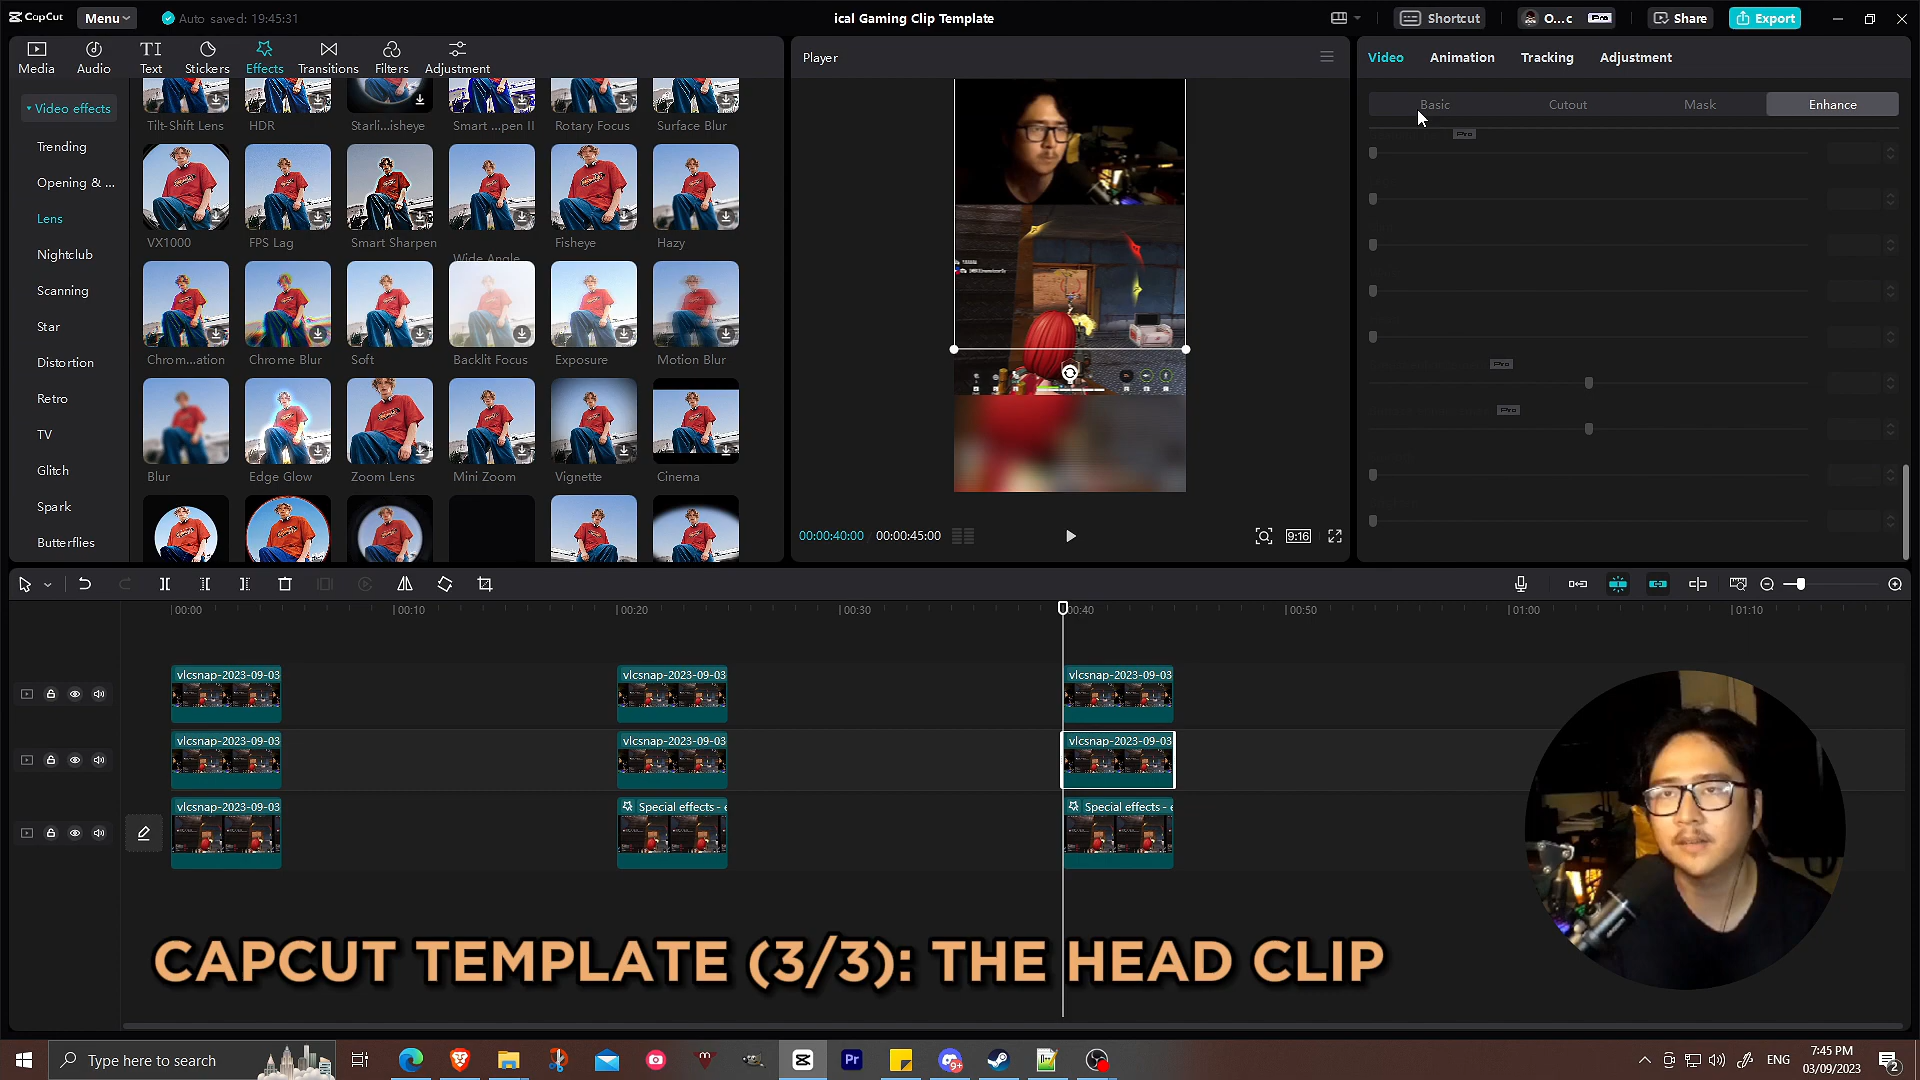 CapCut
Menu
Auto saved: 19:45:31
ical Gaming Clip Template
Shortcut
O...c
Pro
Share
Export
Media
Audio
Text
Stickers
Effects
Transitions
Filters
Adjustment
Video effects
Trending
Opening & ...
Lens
Nightclub
Scanning
Star
Distortion
Retro
TV
Glitch
Spark
Butterflies
Tilt-Shift Lens
HDR
Starli...isheye
Smart ...pen II
Rotary Focus
Surface Blur
VX1000
FPS Lag
Smart Sharpen
Wide Angle
Fisheye
Hazy
Chrom...ation
Chrome Blur
Soft
Backlit Focus
Exposure
Motion Blur
Blur
Edge Glow
Zoom Lens
Mini Zoom
Vignette
Cinema
Player
00:00:40:00
00:00:45:00
9:16
Video
Animation
Tracking
Adjustment
Basic
Cutout
Mask
Enhance
Pro
Pro
Pro
00:00
00:10
00:20
00:30
00:40
00:50
01:00
01:10
vlcsnap-2023-09-03
vlcsnap-2023-09-03
vlcsnap-2023-09-03
vlcsnap-2023-09-03
vlcsnap-2023-09-03
vlcsnap-2023-09-03
vlcsnap-2023-09-03
Special effects - e
Special effects - e
CAPCUT TEMPLATE (3/3): THE HEAD CLIP
Type here to search
Pr
9+
ENG
7:45 PM
03/09/2023
2